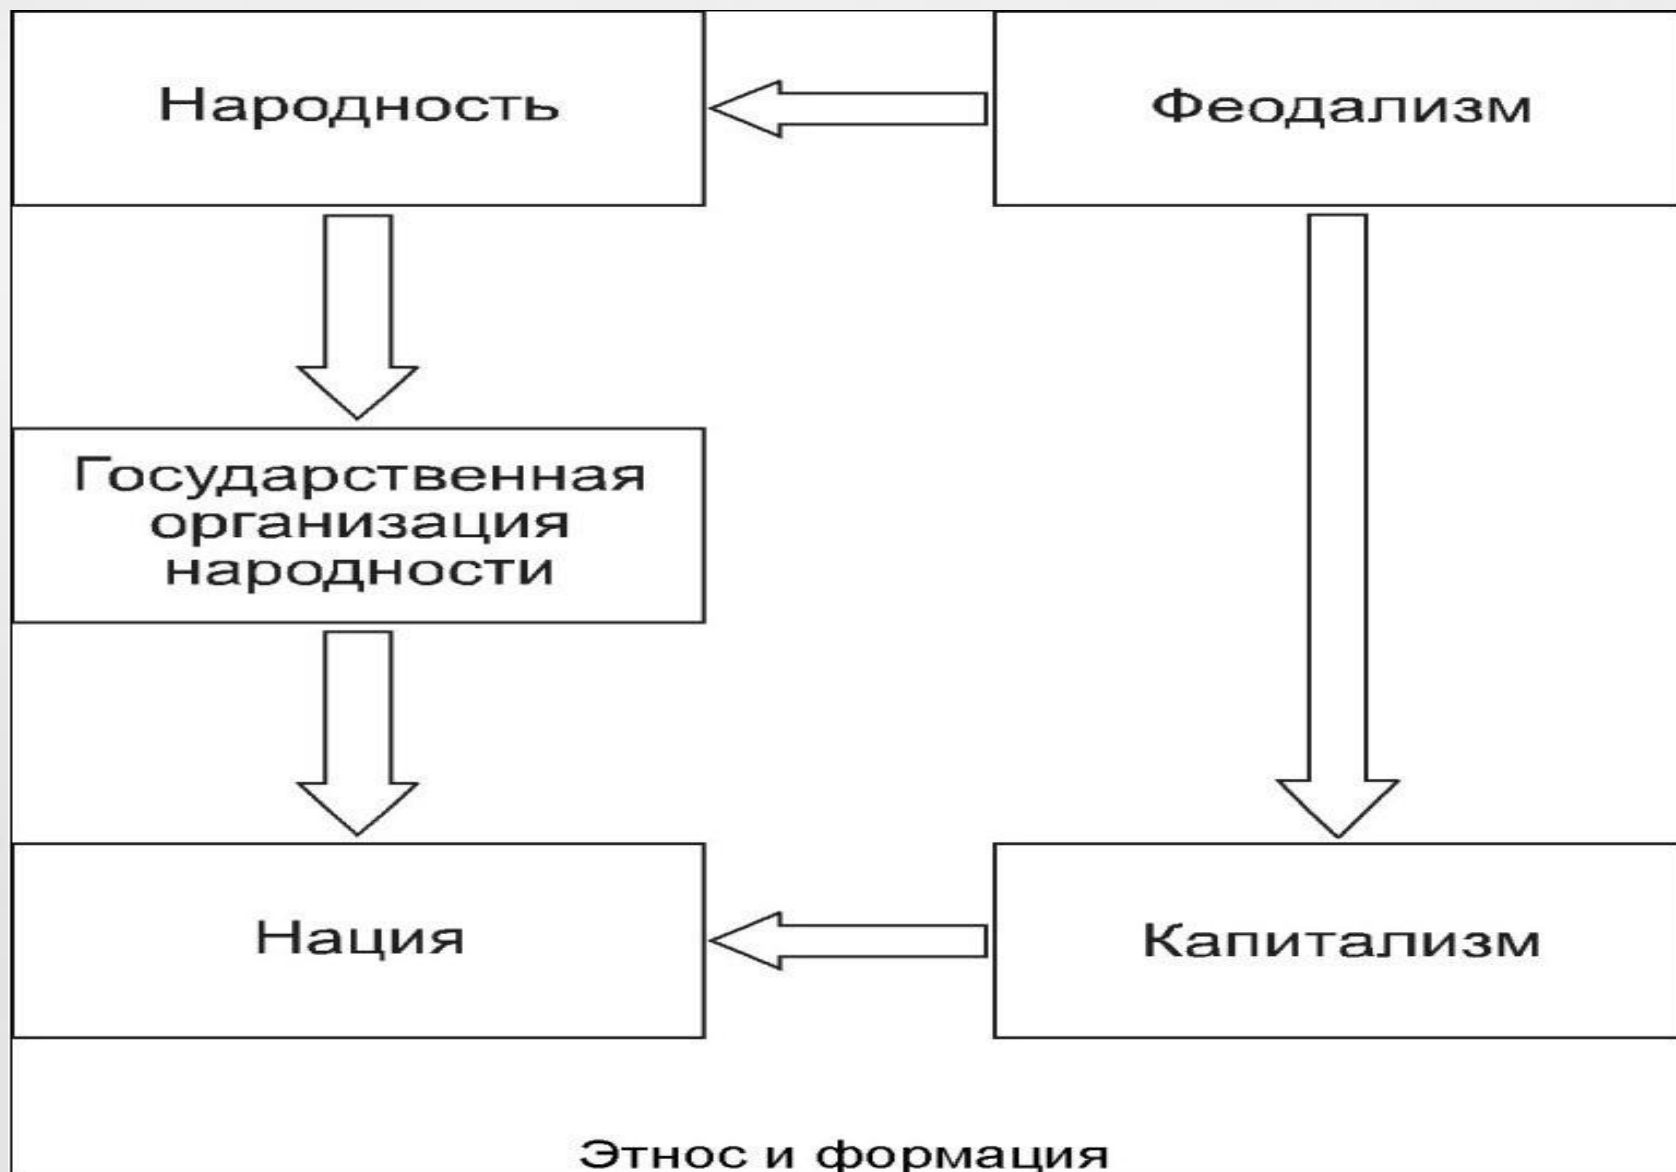 Народность
Феодализм
Государственная
организация
народности
Нация
Капитализм
Этнос и формация